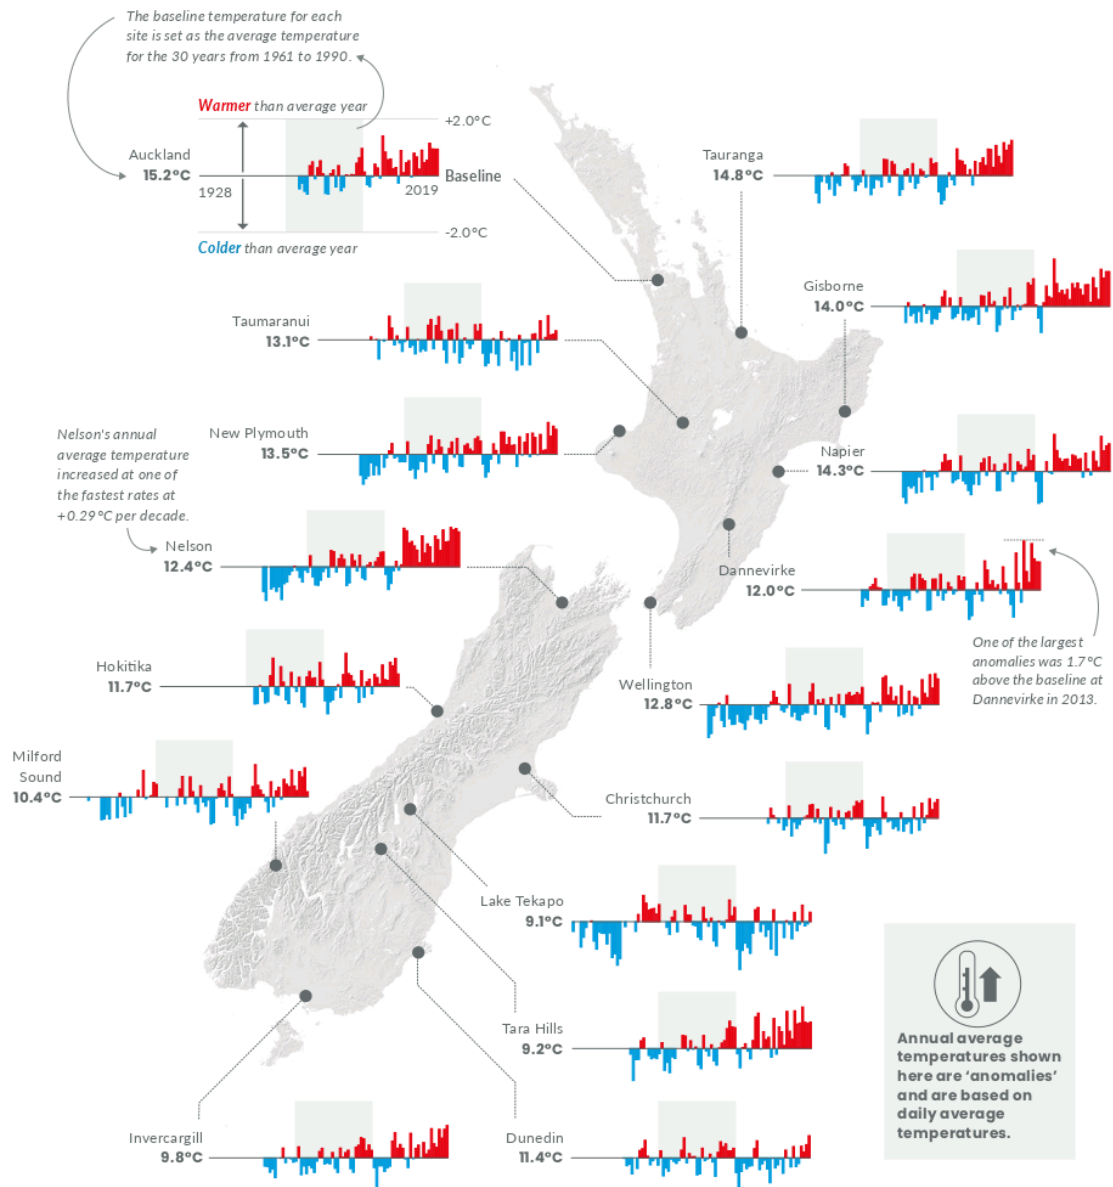 The baseline temperature for each
site is set as the average temperature
for the 30 years from 1961 to 1990.
Warmer than average year
+2.0°C
Auckland
15.2°C
1928
2019
Baseline
-2.0°C
Colder than average year
Tauranga
14.8°C
Gisborne
14.0°C
Taumaranui
13.1°C
New Plymouth
13.5°C
Napier
14.3°C
Nelson's annual
average temperature
increased at one of
the fastest rates at
+0.29°C per decade.
Nelson
12.4°C
Dannevirke
12.0°C
One of the largest
anomalies was 1.7°C
above the baseline at
Dannevirke in 2013.
Hokitika
11.7°C
Wellington
12.8°C
Milford
Sound
10.4°C
Christchurch
11.7°C
Lake Tekapo
9.1°C
Tara Hills
9.2°C
Annual average
temperatures shown
here are ‘anomalies’
and are based on
daily average
temperatures.
Invercargill
9.8°C
Dunedin
11.4°C